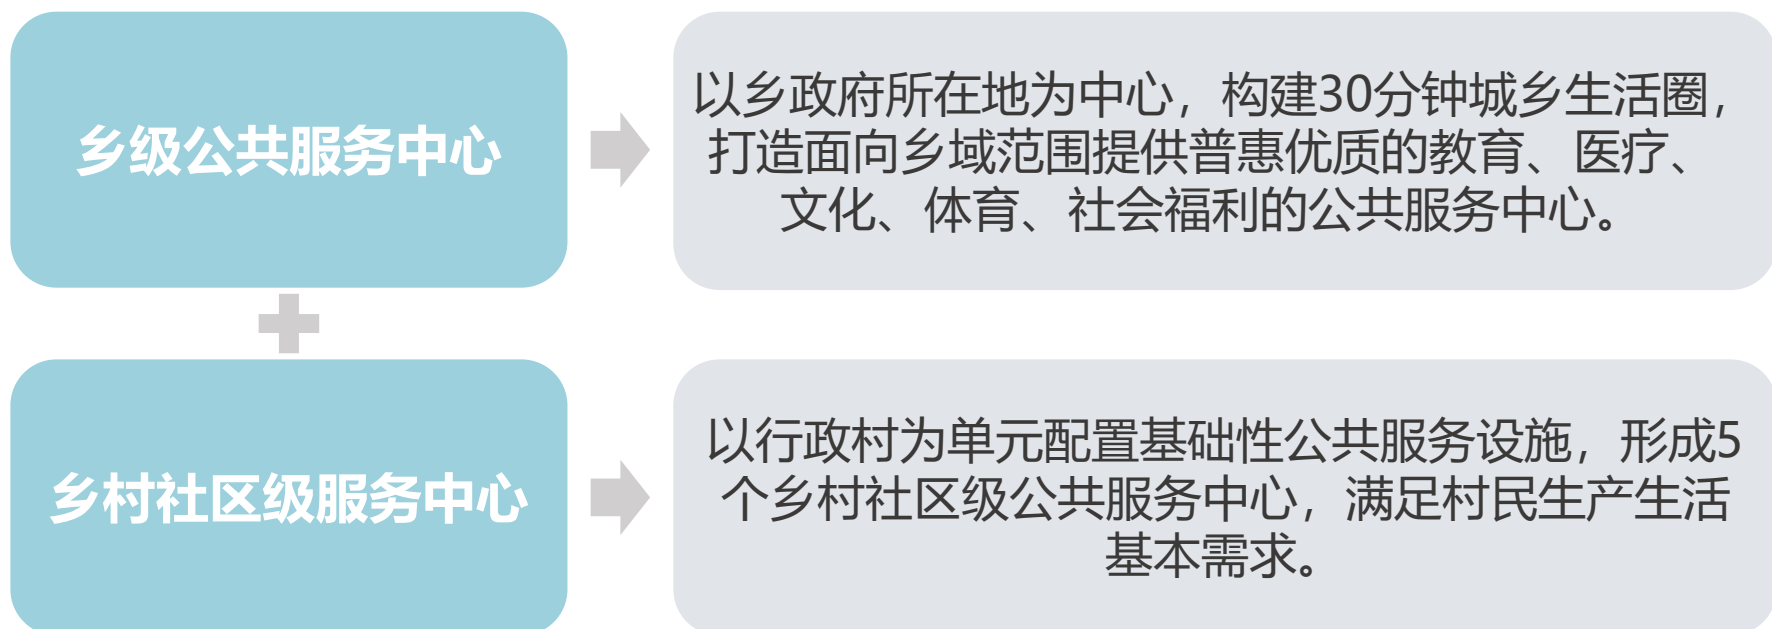 乡级公共服务中心
以乡政府所在地为中心，构建30分钟城乡生活圈，
打造面向乡域范围提供普惠优质的教育、医疗、
文化、体育、社会福利的公共服务中心。
乡村社区级服务中心
以行政村为单元配置基础性公共服务设施，形成5
个乡村社区级公共服务中心，满足村民生产生活
基本需求。